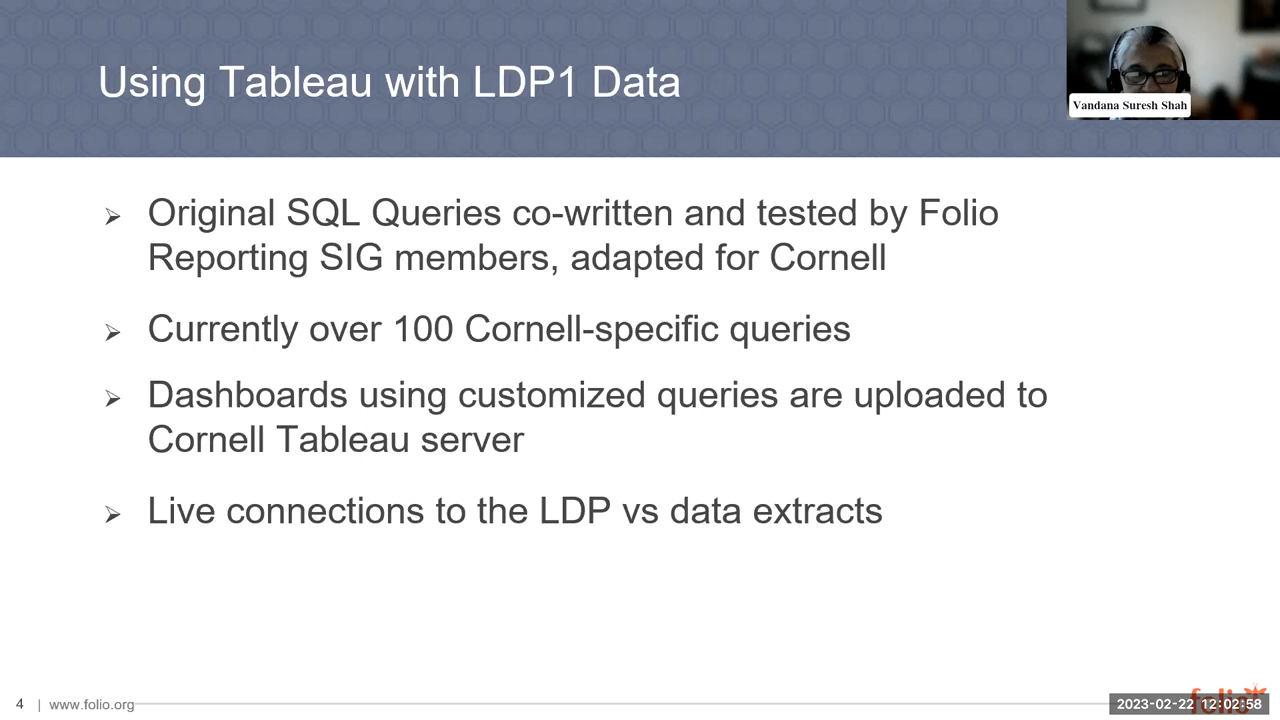 Using Tableau with LDP1 Data
Vandana Suresh Shah
Original SQL Queries co-written and tested by Folio
Reporting SIG members, adapted for Cornell
Currently over 100 Cornell-specific queries
Dashboards using customized queries are uploaded to
Cornell Tableau server
Live connections to the LDP vs data extracts
4 | www.folio.org
folio
2023-02-22 12:02:58